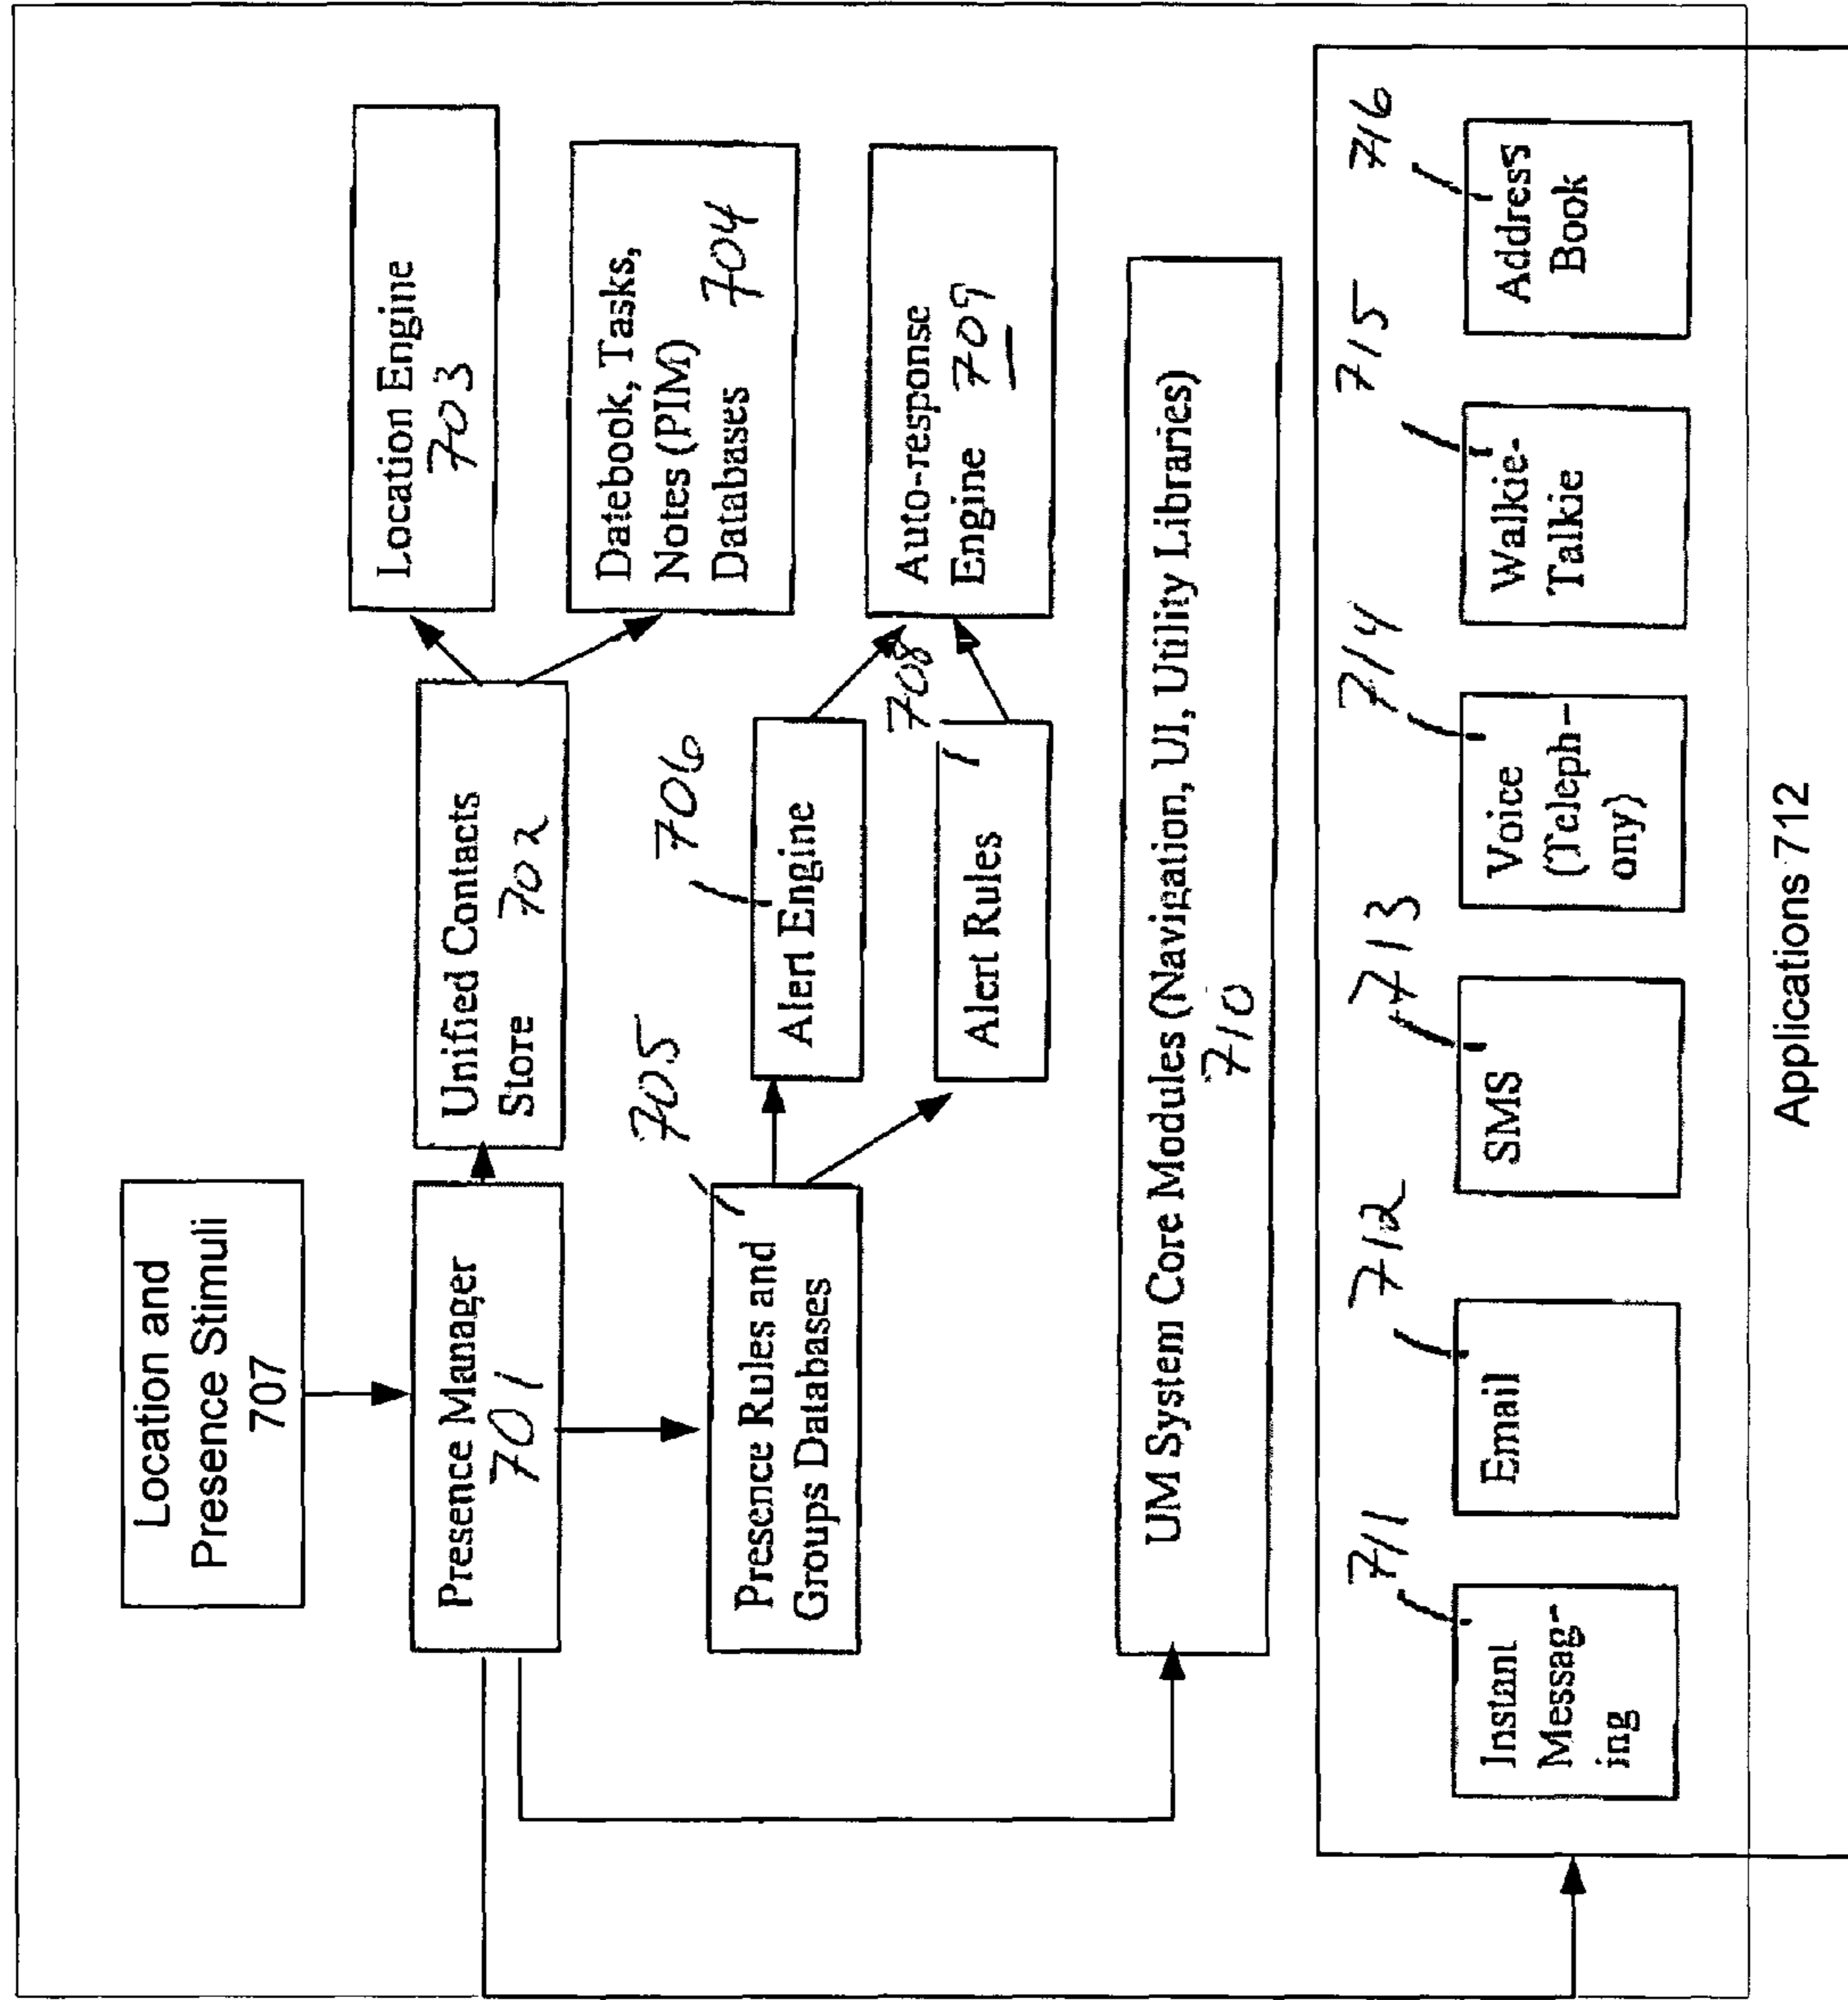 Location and
Presence Stimuli
707
Presence Manager
701
Unified Contacts
Store 702
Location Engine
703
Datebook, Tasks,
Notes (PIM)
Databases 704
705
Presence Rules and
Groups Databases
706
Alert Engine
708
Alert Rules
Auto-response
Engine 709
UM System Core Modules (Navigation, UI, Utility Libraries)
710
711
Instant
Messag-
ing
712
Email
713
SMS
714
Voice
(Teleph-
ony)
715
Walkie-
Talkie
716
Address
Book
Applications 712